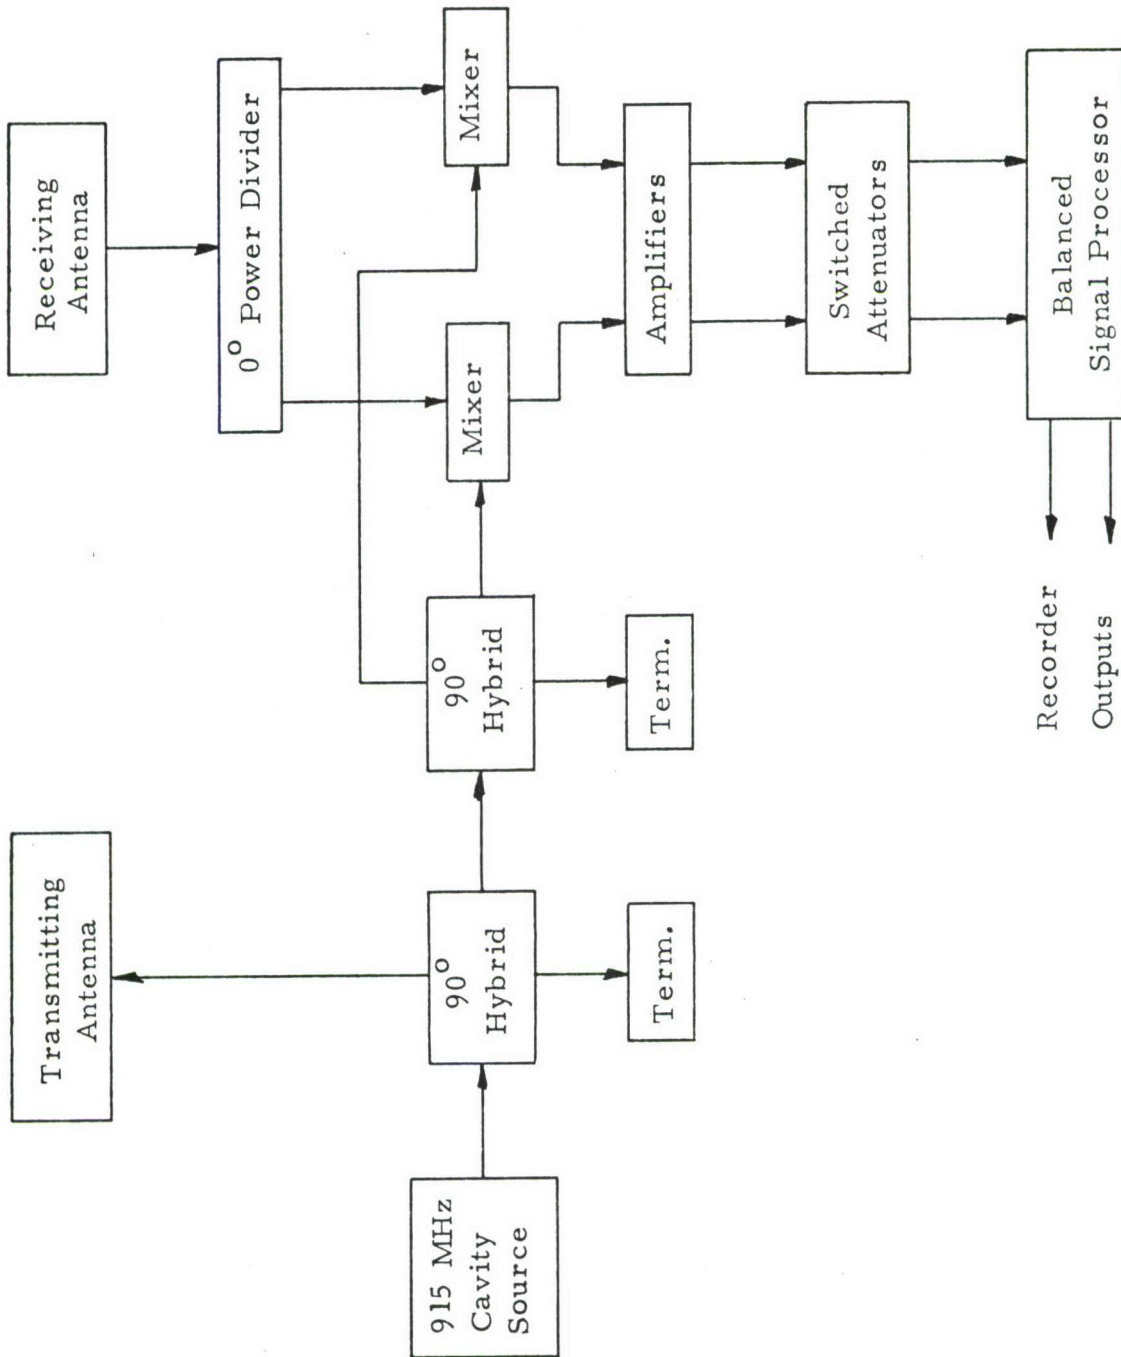 Transmitting
Antenna
Receiving
Antenna
0° Power Divider
915 MHz
Cavity
Source
90°
Hybrid
90°
Hybrid
Mixer
Mixer
Term.
Term.
Amplifiers
Switched
Attenuators
Recorder
Outputs
Balanced
Signal Processor